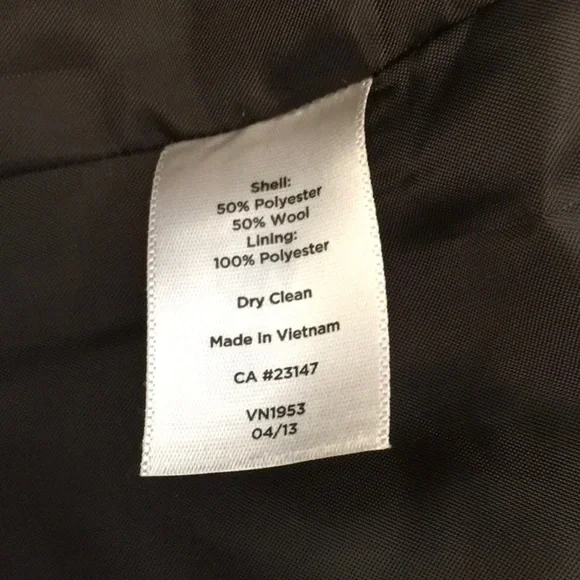 Shell:
50% Polyester
50% Wool
Lining:
100% Polyester
Dry Clean
Made In Vietnam
CA #23147
VN1953
04/13